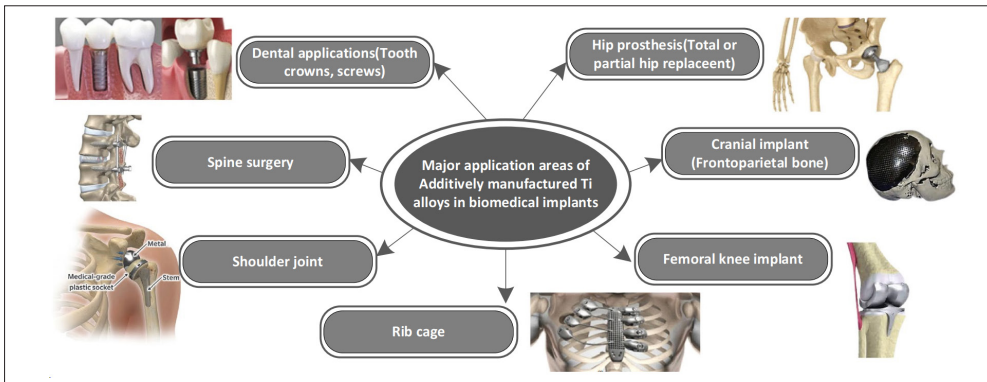 Dental applications(Tooth
crowns, screws)
Hip prosthesis(Total or
partial hip replaceent)
Spine surgery
Major application areas of
Additively manufactured Ti
alloys in biomedical implants
Cranial implant
(Frontoparietal bone)
Shoulder joint
Metal
Medical-grade
plastic socket
Stem
Femoral knee implant
Rib cage